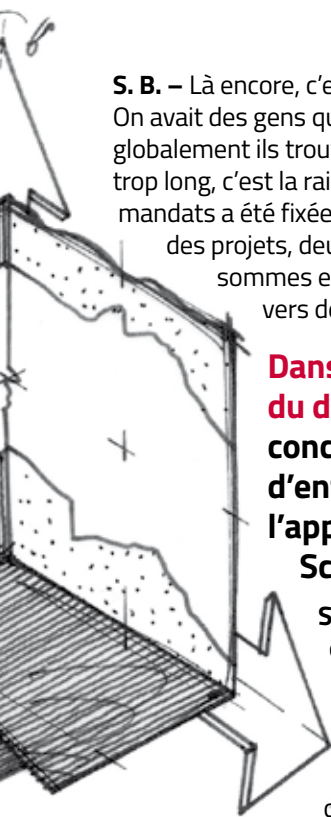 S. B. – Là encore, c'e
On avait des gens qu
globalement ils trou
trop long, c'est la rai
mandats a été fixée
des projets, deu
sommes e
vers de
Dans
du d
conc
d'en
l'app
Sc
S